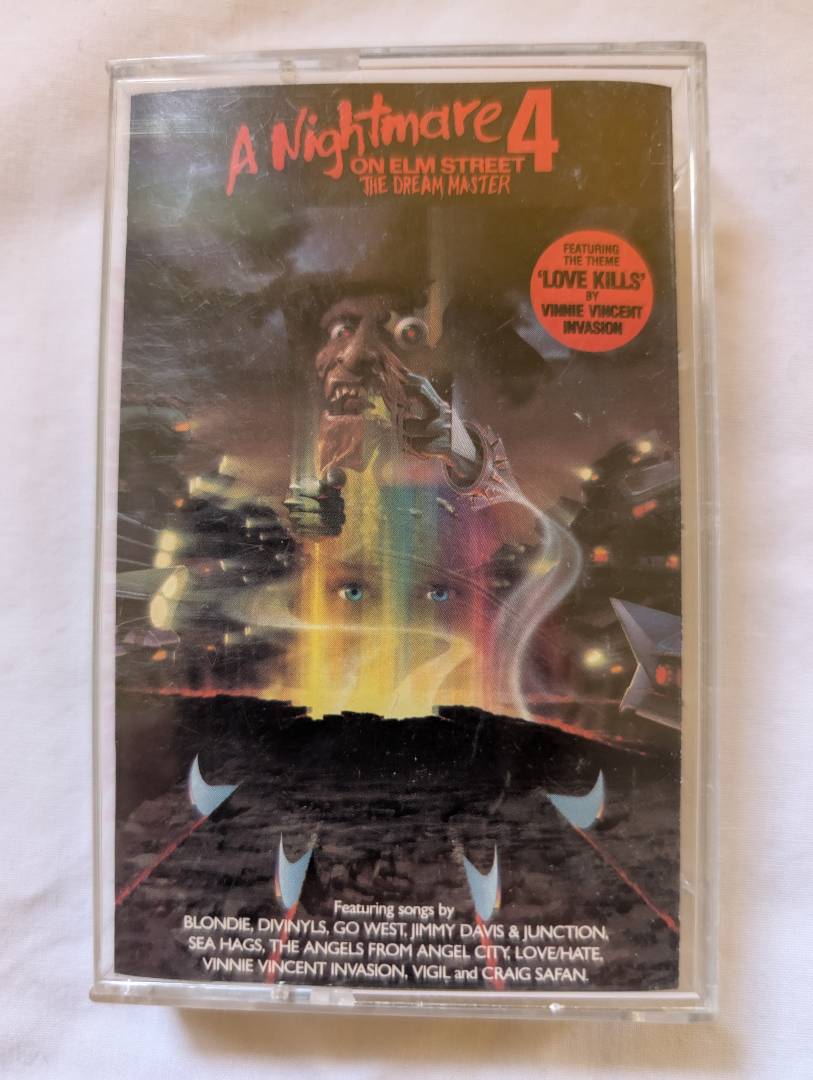 A Nightmare 4
ON ELM STREET
THE DREAM MASTER
FEATURING
THE THEME
'LOVE KILLS'
BY
VINNIE VINCENT
INVASION
Featuring songs by
BLONDIE, DIVINYLS, GO WEST, JIMMY DAVIS & JUNCTION,
SEA HAGS, THE ANGELS FROM ANGEL CITY, LOVE/HATE,
VINNIE VINCENT INVASION, VIGIL and CRAIG SAFAN.